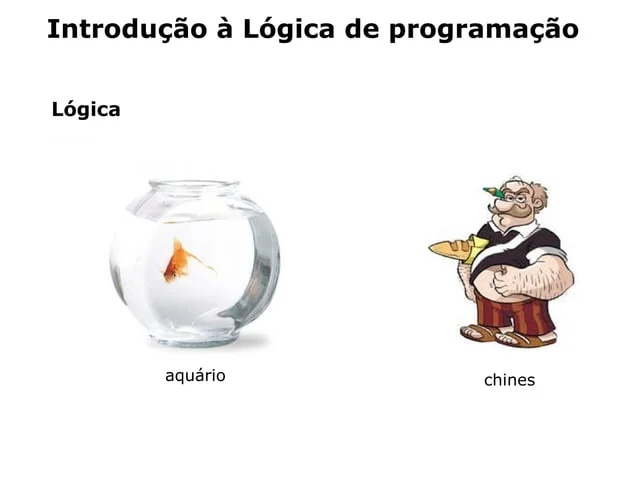 Introdução à Lógica de programação
Lógica
aquário
chines